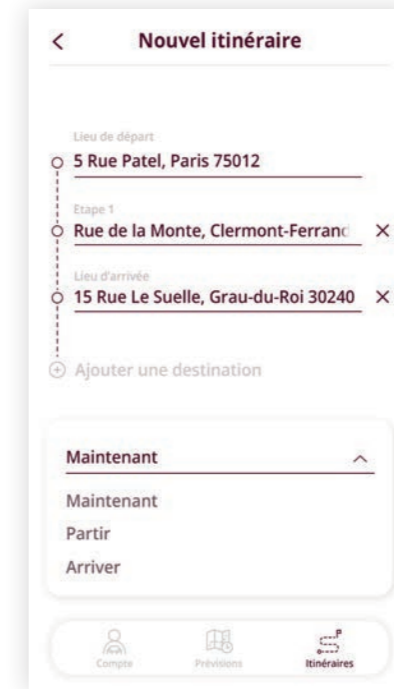 Nouvel itinéraire
Lieu de départ
5 Rue Patel, Paris 75012
Etape 1
Rue de la Monte, Clermont-Ferrand
Lieu d'arrivée
15 Rue Le Suelle, Grau-du-Roi 30240
Ajouter une destination
Maintenant
Maintenant
Partir
Arriver
Compte
Prévisions
Itinéraires